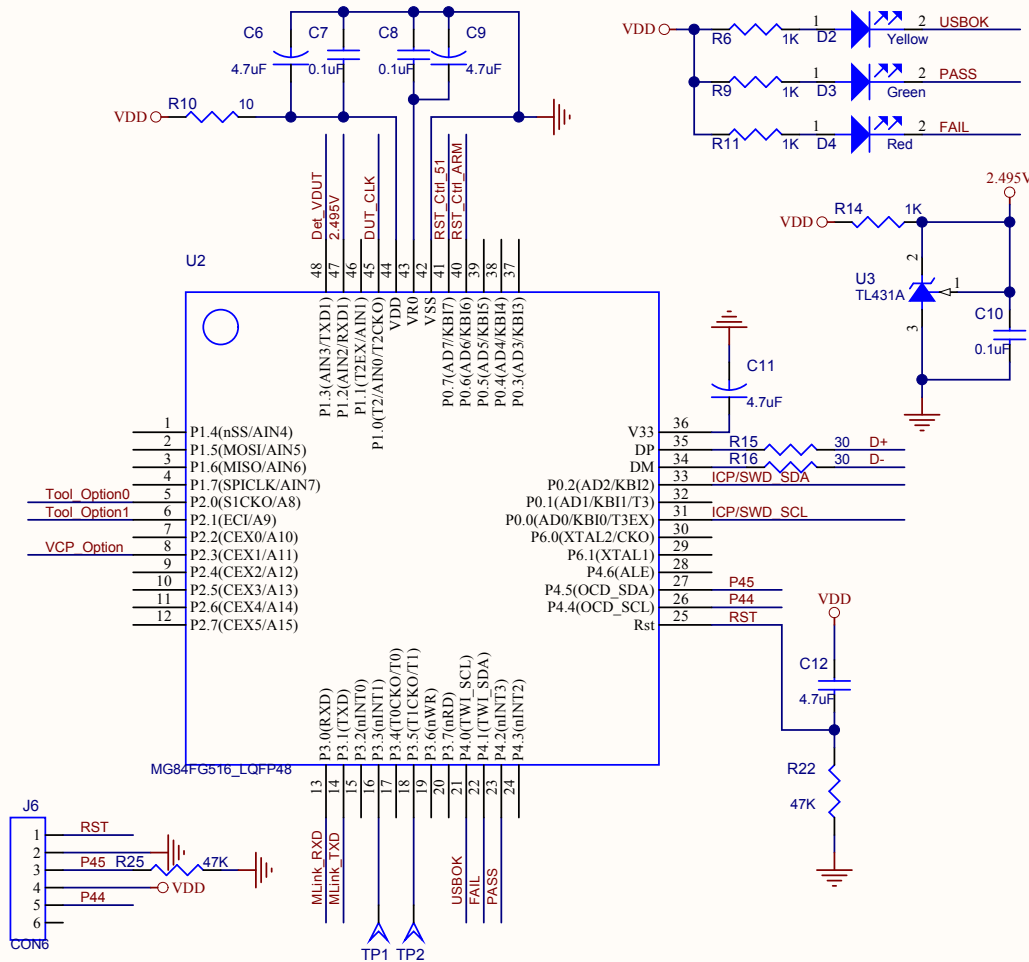 C6
C7
C8
C9
4.7uF
0.1uF
0.1uF
4.7uF
R10
10
VDD
VDD
R6
1K
1
D2
2
USBOK
Yellow
R9
1K
1
D3
2
PASS
Green
R11
1K
1
D4
2
FAIL
Red
2.495V
VDD
R14
1K
2
U3
TL431A
1
3
C10
0.1uF
Det_VDUT
2.495V
DUT_CLK
RST_Ctrl_51
RST_Ctrl_ARM
U2
48
47
46
45
44
43
42
41
40
39
38
37
P1.3(AIN3/TXD1)
P1.2(AIN2/RXD1)
P1.1(T2EX/AIN1)
P1.0(T2/AIN0/T2CKO)
VDD
VR0
VSS
P0.7(AD7/KBI7)
P0.6(AD6/KBI6)
P0.5(AD5/KBI5)
P0.4(AD4/KBI4)
P0.3(AD3/KBI3)
C11
4.7uF
1 P1.4(nSS/AIN4)
2 P1.5(MOSI/AIN5)
3 P1.6(MISO/AIN6)
4 P1.7(SPICLK/AIN7)
Tool_Option0 5 P2.0(S1CKO/A8)
Tool_Option1 6 P2.1(ECI/A9)
7 P2.2(CEX0/A10)
VCP_Option 8 P2.3(CEX1/A11)
9 P2.4(CEX2/A12)
10 P2.5(CEX3/A13)
11 P2.6(CEX4/A14)
12 P2.7(CEX5/A15)
V33 36
DP 35 R15 30 D+
DM 34 R16 30 D-
P0.2(AD2/KBI2) 33 ICP/SWD_SDA
P0.1(AD1/KBI1/T3) 32
P0.0(AD0/KBI0/T3EX) 31 ICP/SWD_SCL
P6.0(XTAL2/CKO) 30
P6.1(XTAL1) 29
P4.6(ALE) 28
P4.5(OCD_SDA) 27 P45
P4.4(OCD_SCL) 26 P44
Rst 25 RST
VDD
C12
4.7uF
R22
47K
P3.0(RXD)
P3.1(TXD)
P3.2(nINT0)
P3.3(nINT1)
P3.4(T0CKO/T0)
P3.5(T1CKO/T1)
P3.6(nWR)
P3.7(nRD)
P4.0(TWI_SCL)
P4.1(TWI_SDA)
P4.2(nINT3)
P4.3(nINT2)
MG84FG516_LQFP48
13
14
15
16
17
18
19
20
21
22
23
24
MLink_RXD
MLink_TXD
USBOK
FAIL
PASS
TP1
TP2
J6
1 RST
2
3 P45 R25 47K
4 VDD
5 P44
6
CON6